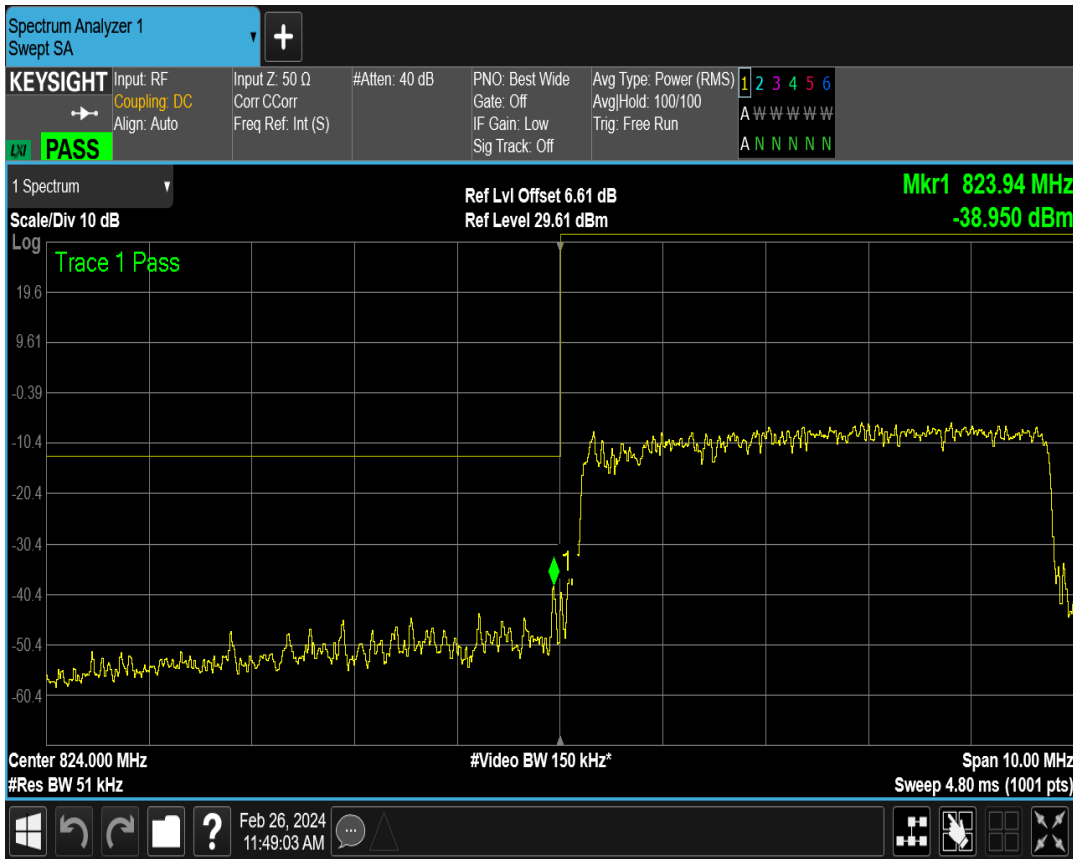 Spectrum Analyzer 1
Swept SA
+
KEYSIGHT
LXI PASS
Input: RF
Coupling: DC
Align: Auto
Input Z: 50 Ω
Corr CCorr
Freq Ref: Int (S)
#Atten: 40 dB
PNO: Best Wide
Gate: Off
IF Gain: Low
Sig Track: Off
Avg Type: Power (RMS)
Avg|Hold: 100/100
Trig: Free Run
1 2 3 4 5 6
A W W W W W
A N N N N N
1 Spectrum
Scale/Div 10 dB
Ref Lvl Offset 6.61 dB
Ref Level 29.61 dBm
Mkr1 823.94 MHz
-38.950 dBm
Log
Trace 1 Pass
19.6
9.61
-0.39
-10.4
-20.4
-30.4
1
-40.4
-50.4
-60.4
Center 824.000 MHz
#Video BW 150 kHz*
Span 10.00 MHz
#Res BW 51 kHz
Sweep 4.80 ms (1001 pts)
?
Feb 26, 2024
11:49:03 AM